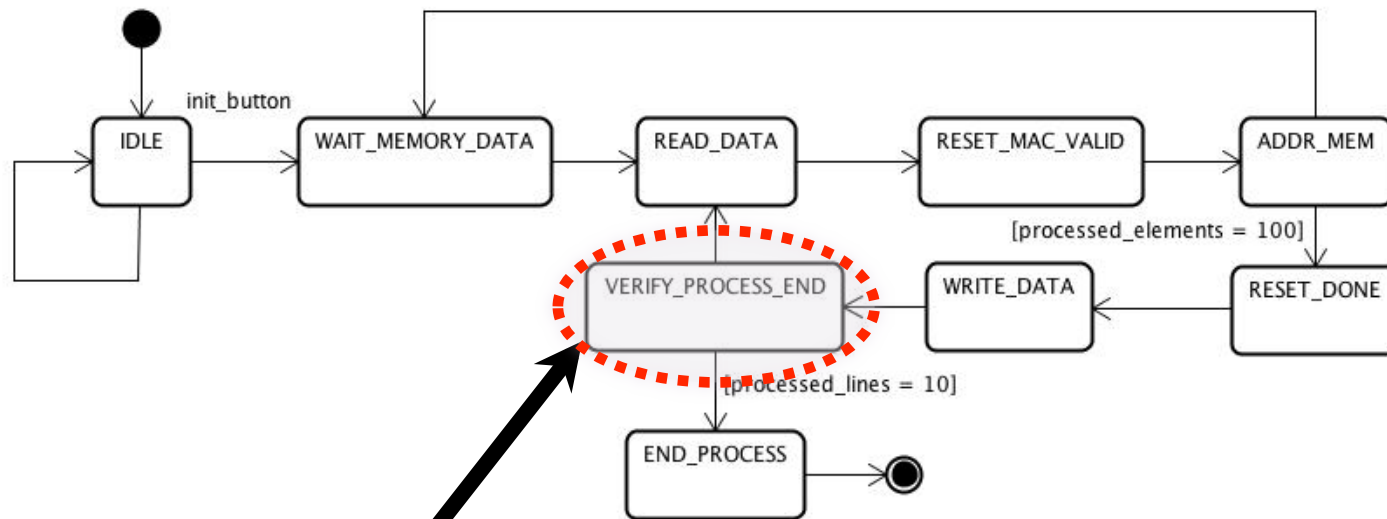 init_button
IDLE
WAIT_MEMORY_DATA
READ_DATA
RESET_MAC_VALID
ADDR_MEM
[processed_elements = 100]
VERIFY_PROCESS_END
WRITE_DATA
RESET_DONE
[processed_lines = 10]
END_PROCESS